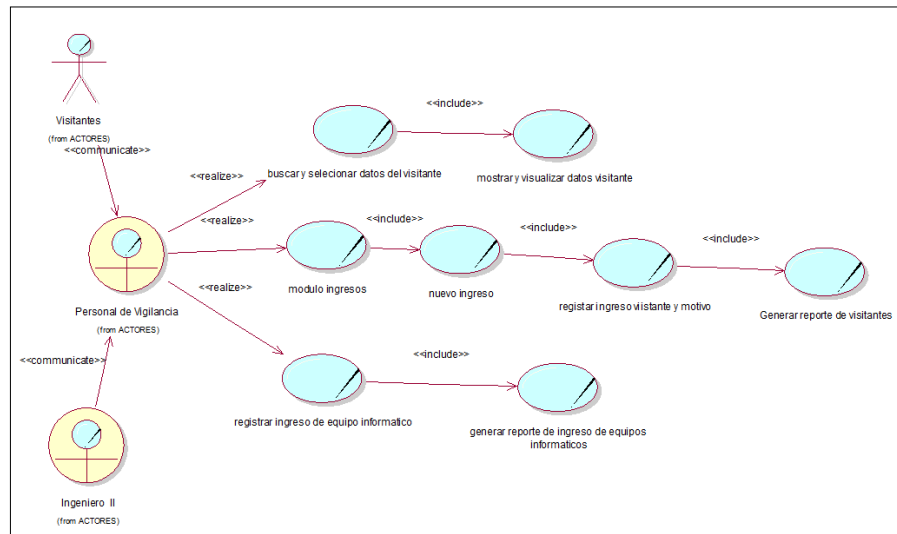 Visitantes
(from ACTORES)
<<communicate>>
<<include>>
buscar y selecionar datos del visitante
mostrar y visualizar datos visitante
<<realize>>
<<realize>>
<<include>>
<<include>>
<<include>>
modulo ingresos
nuevo ingreso
registrar ingreso viistante y motivo
Generar reporte de visitantes
<<realize>>
Personal de Vigilancia
(from ACTORES)
<<communicate>>
<<include>>
registrar ingreso de equipo informatico
generar reporte de ingreso de equipos
informaticos
Ingeniero II
(from ACTORES)